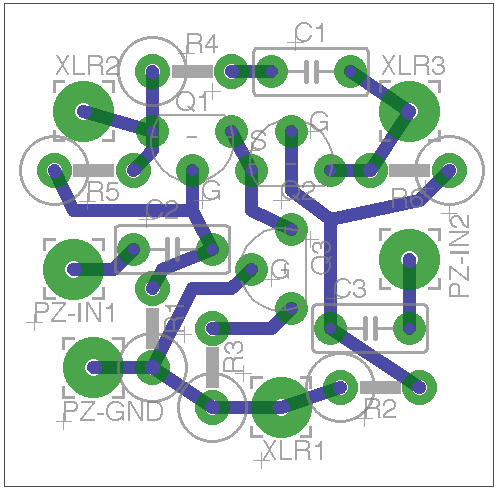 C1
R4
XLR2
XLR3
Q1
G
S
R5
G
Q2
R6
C2
PZ-IN2
Q3
G
C3
PZ-IN1
R1
R3
PZ-GND
R2
XLR1